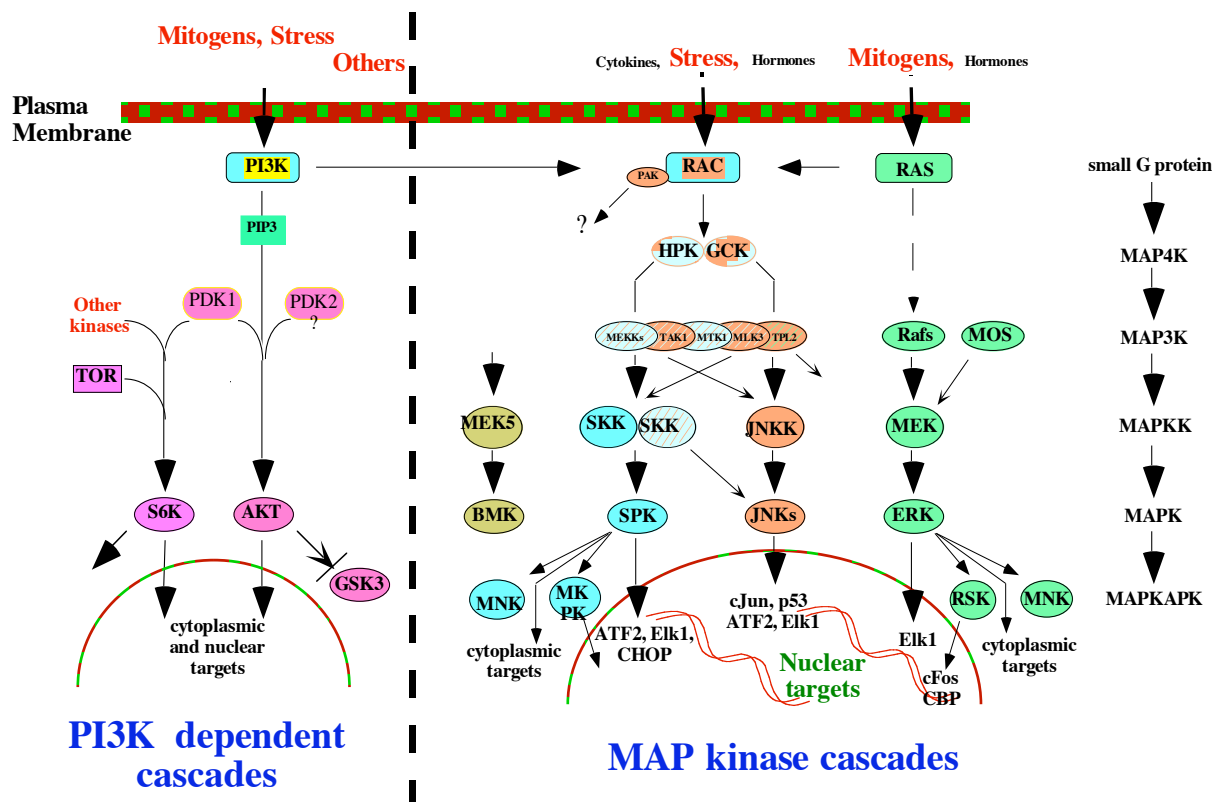 Mitogens, Stress
Others
Cytokines, Stress, Hormones
Mitogens, Hormones
Plasma
Membrane
PI3K
PAK
RAC
RAS
small G protein
?
PIP3
HPK
GCK
MAP4K
Other
kinases
PDK1
PDK2
?
MEKKs
TAK1
MTK1
MLK3
TPL2
Rafs
MOS
MAP3K
TOR
MEK5
SKK
SKK
JNKK
MEK
MAPKK
S6K
AKT
BMK
SPK
JNKs
ERK
MAPK
GSK3
MNK
MK
PK
RSK
MNK
MAPKAPK
cytoplasmic
and nuclear
targets
cytoplasmic
targets
ATF2, Elk1,
CHOP
cJun, p53
ATF2, Elk1
Elk1
cytoplasmic
targets
Nuclear
targets
cFos
CBP
PI3K dependent
cascades
MAP kinase cascades